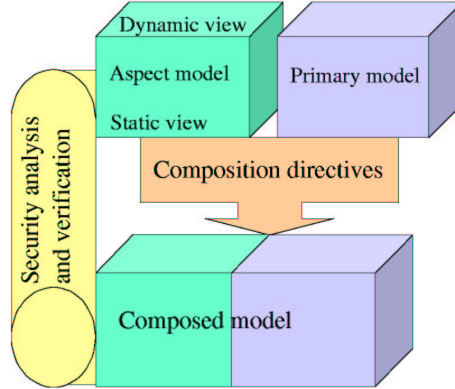 Dynamic view
Aspect model
Static view
Primary model
Composition directives
Security analysis
and verification
Composed model